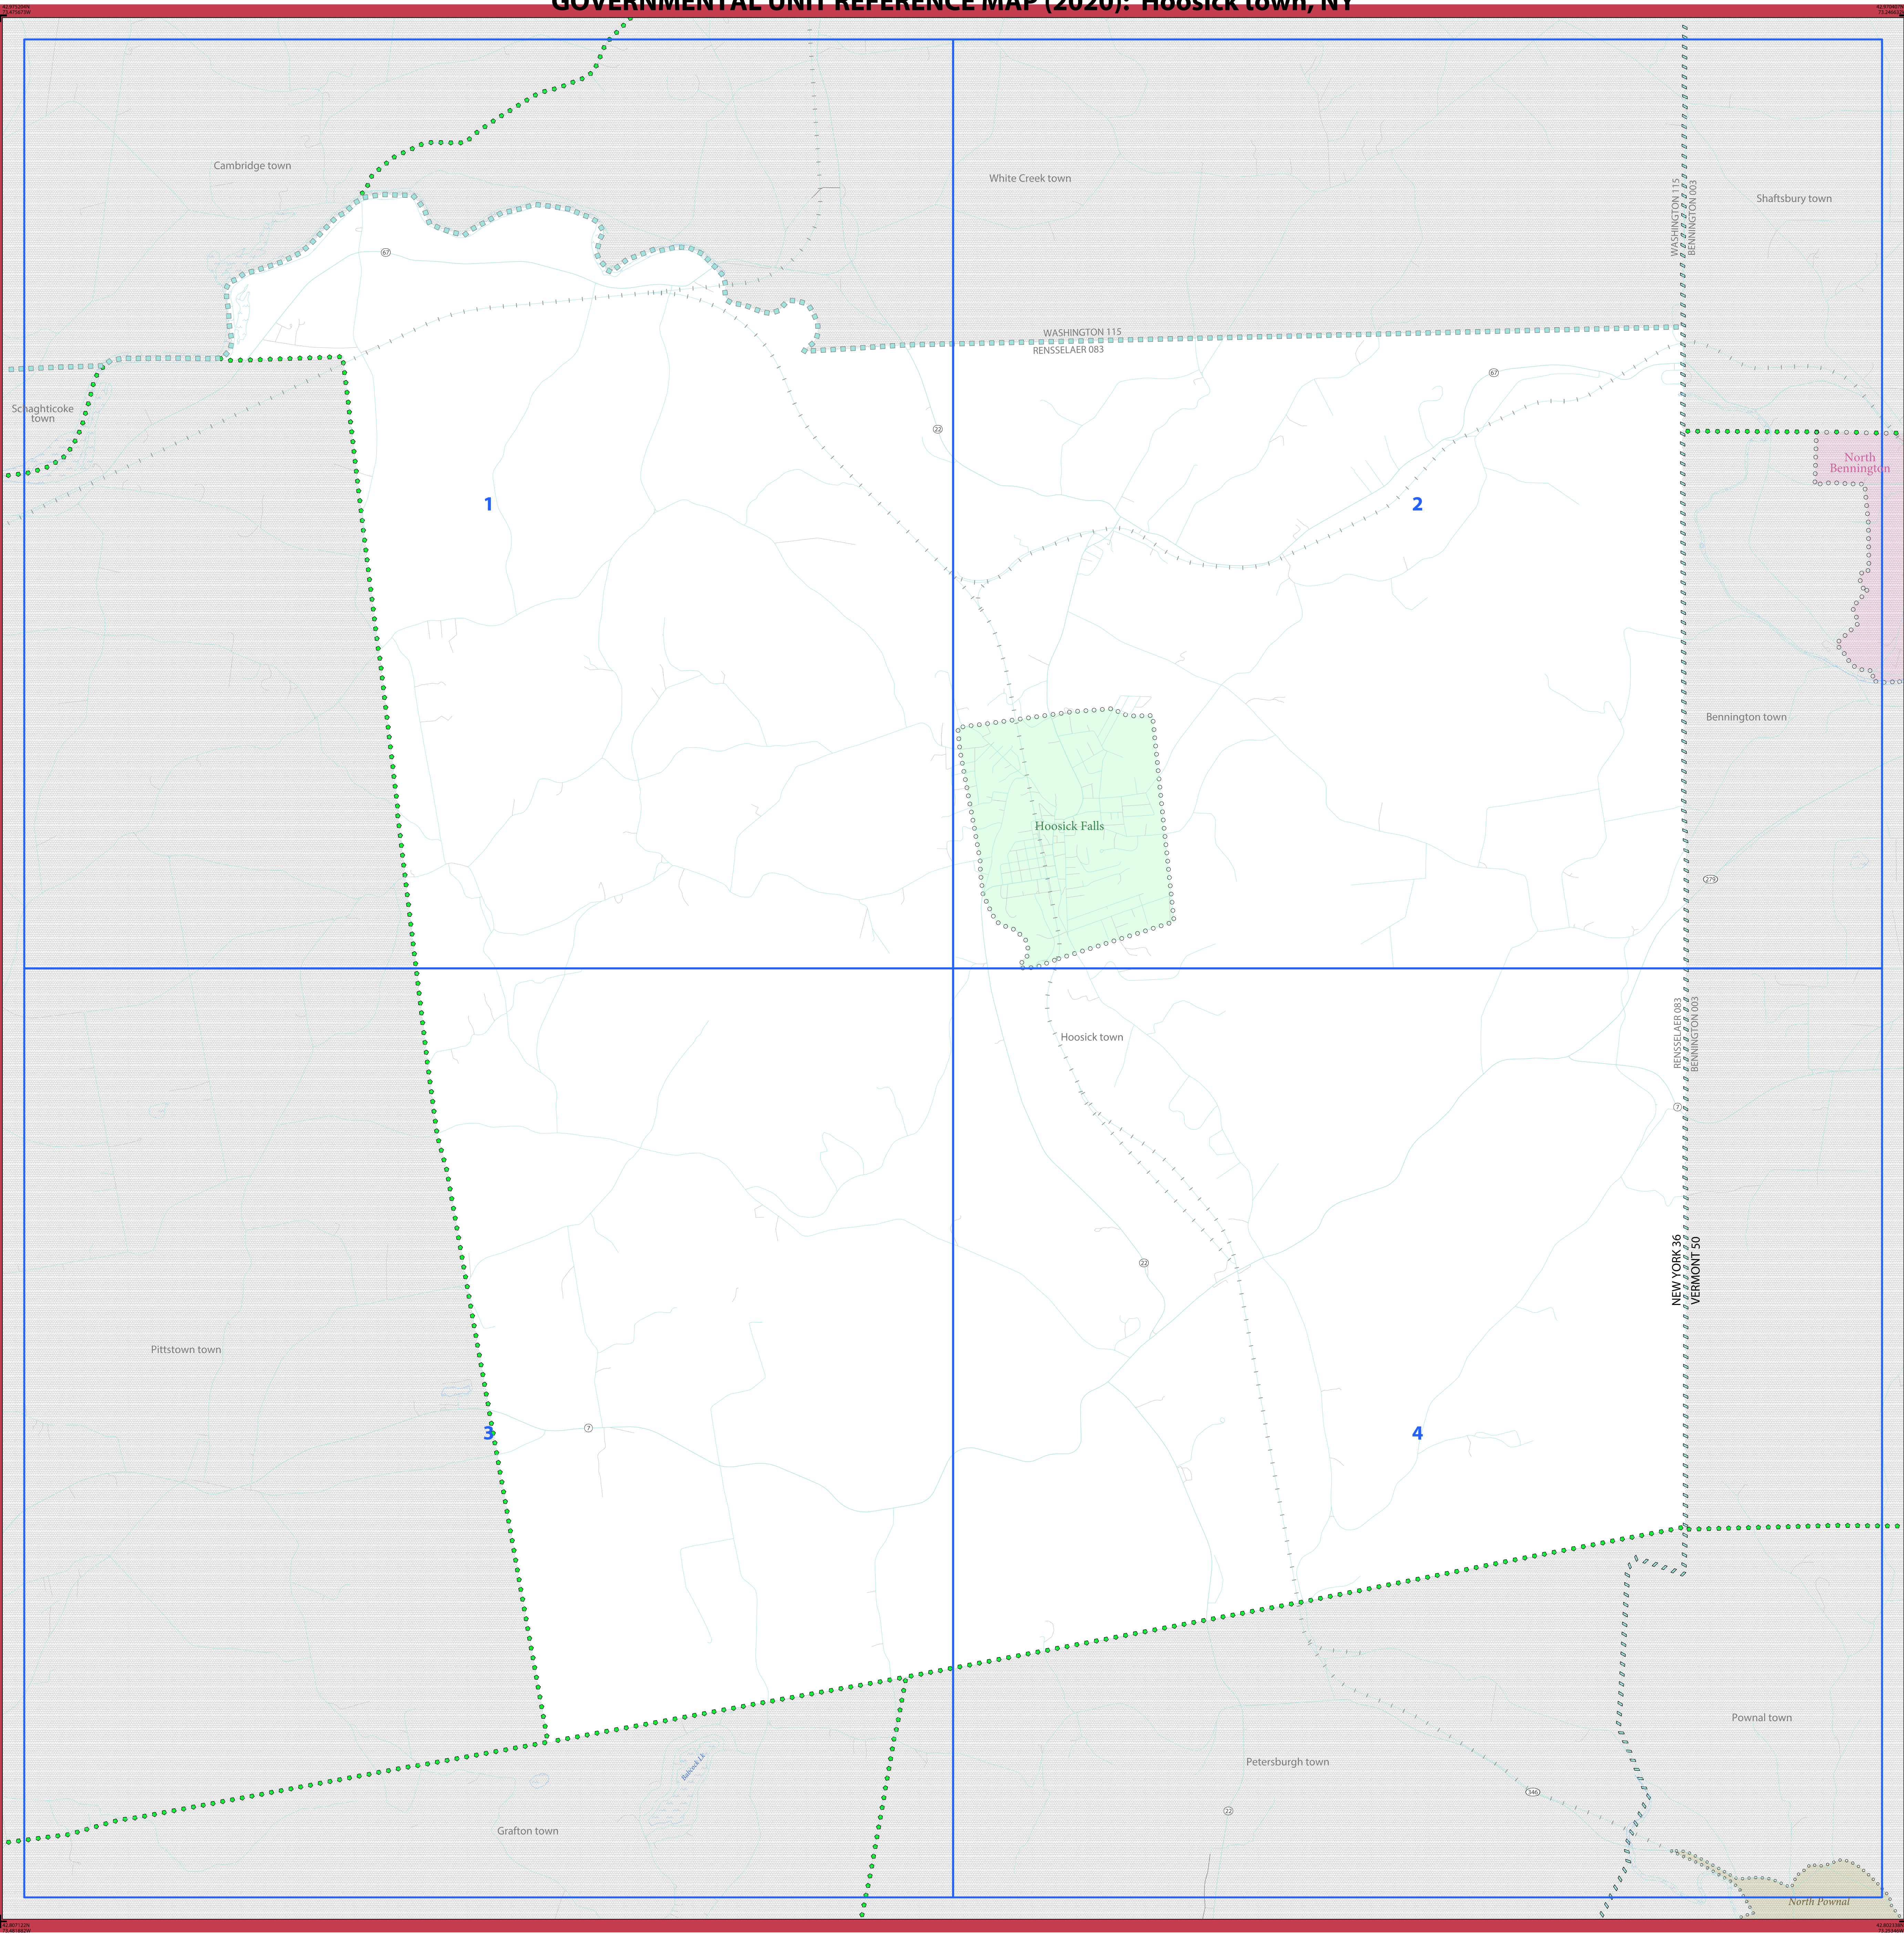 GOVERNMENTAL UNIT REFERENCE MAP (2020): Hoosick town, NY
Cambridge town
White Creek town
WASHINGTON 115
BENNINGTON 003
Shaftsbury town
67
WASHINGTON 115
RENSSELAER 083
67
Schaghticoke
town
22
North
Bennington
1
2
Bennington town
Hoosick Falls
279
Hoosick town
RENSSELAER 083
BENNINGTON 003
7
22
NEW YORK 36
VERMONT 50
Pittstown town
7
3
4
Pownal town
Petersburgh town
Babcock Lk
346
22
Grafton town
North Pownal